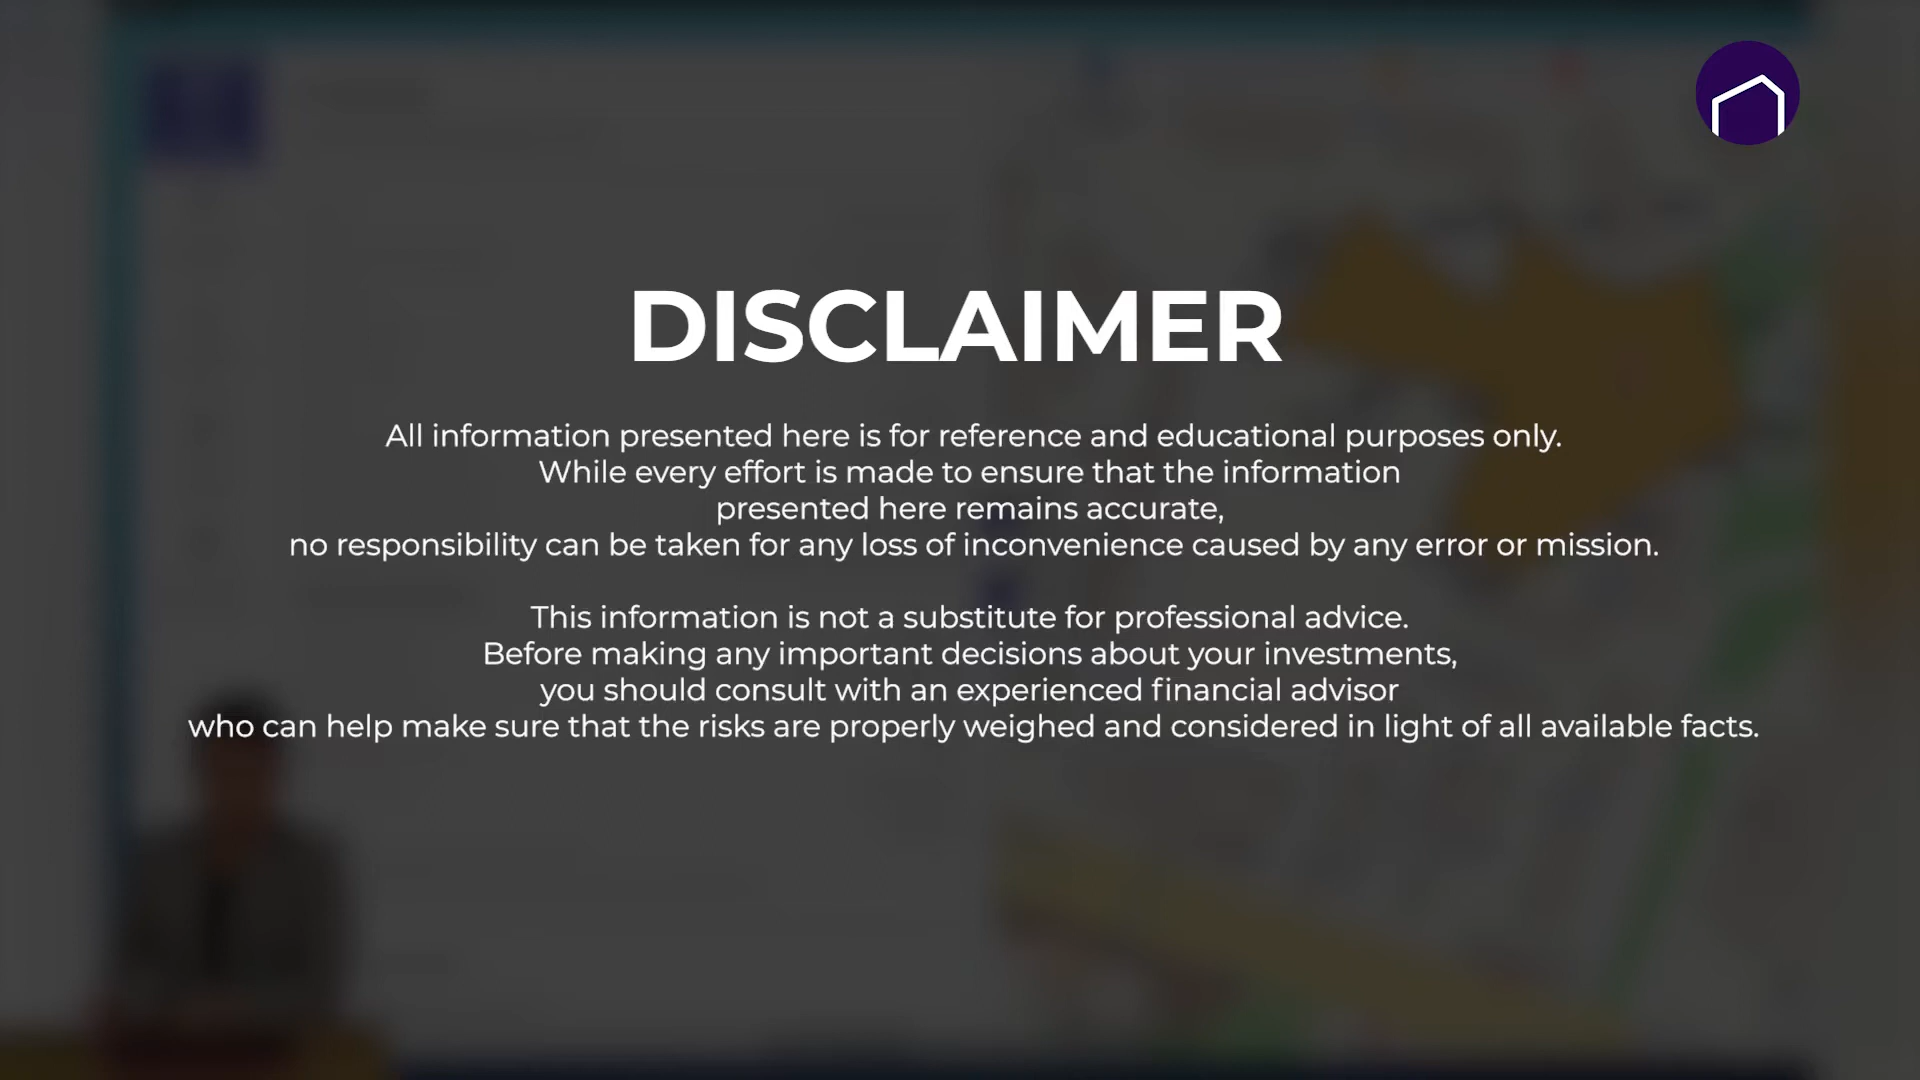 DISCLAIMER
All information presented here is for reference and educational purposes only.
While every effort is made to ensure that the information
presented here remains accurate,
no responsibility can be taken for any loss of inconvenience caused by any error or mission.
This information is not a substitute for professional advice.
Before making any important decisions about your investments,
you should consult with an experienced financial advisor
who can help make sure that the risks are properly weighed and considered in light of all available facts.